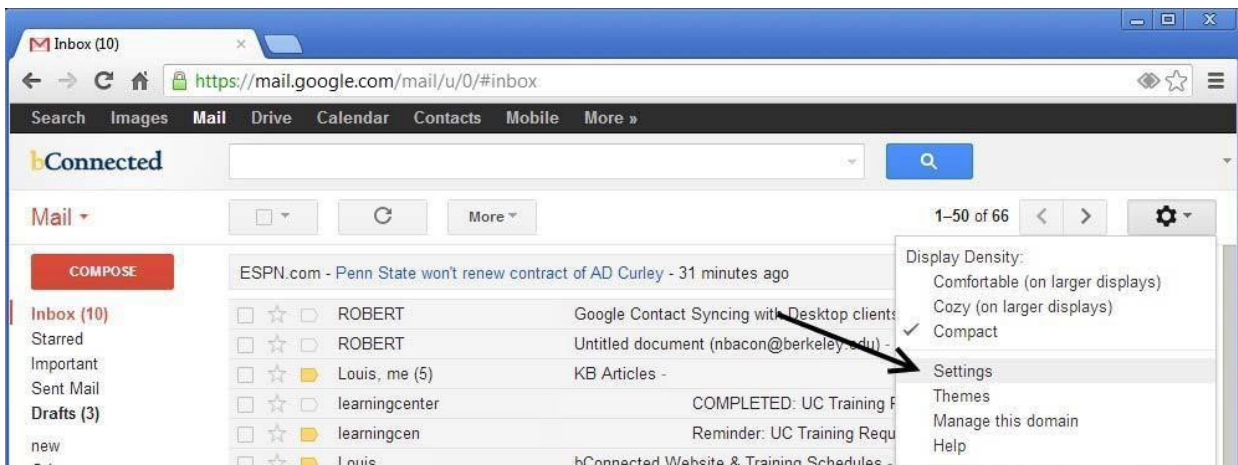 Inbox (10)
https://mail.google.com/mail/u/0/#inbox
Search Images Mail Drive Calendar Contacts Mobile More »
bConnected
Mail
More
1–50 of 66
COMPOSE
ESPN.com - Penn State won't renew contract of AD Curley - 31 minutes ago
Inbox (10)
Starred
Important
Sent Mail
Drafts (3)
new
ROBERT Google Contact Syncing with Desktop clients
ROBERT Untitled document (nbacon@berkeley.edu) -
Louis, me (5) KB Articles -
learningcenter COMPLETED: UC Training
learningcen Reminder: UC Training Requ
Louis bConnected Website & Training Schedules -
Display Density:
Comfortable (on larger displays)
Cozy (on larger displays)
Compact
Settings
Themes
Manage this domain
Help